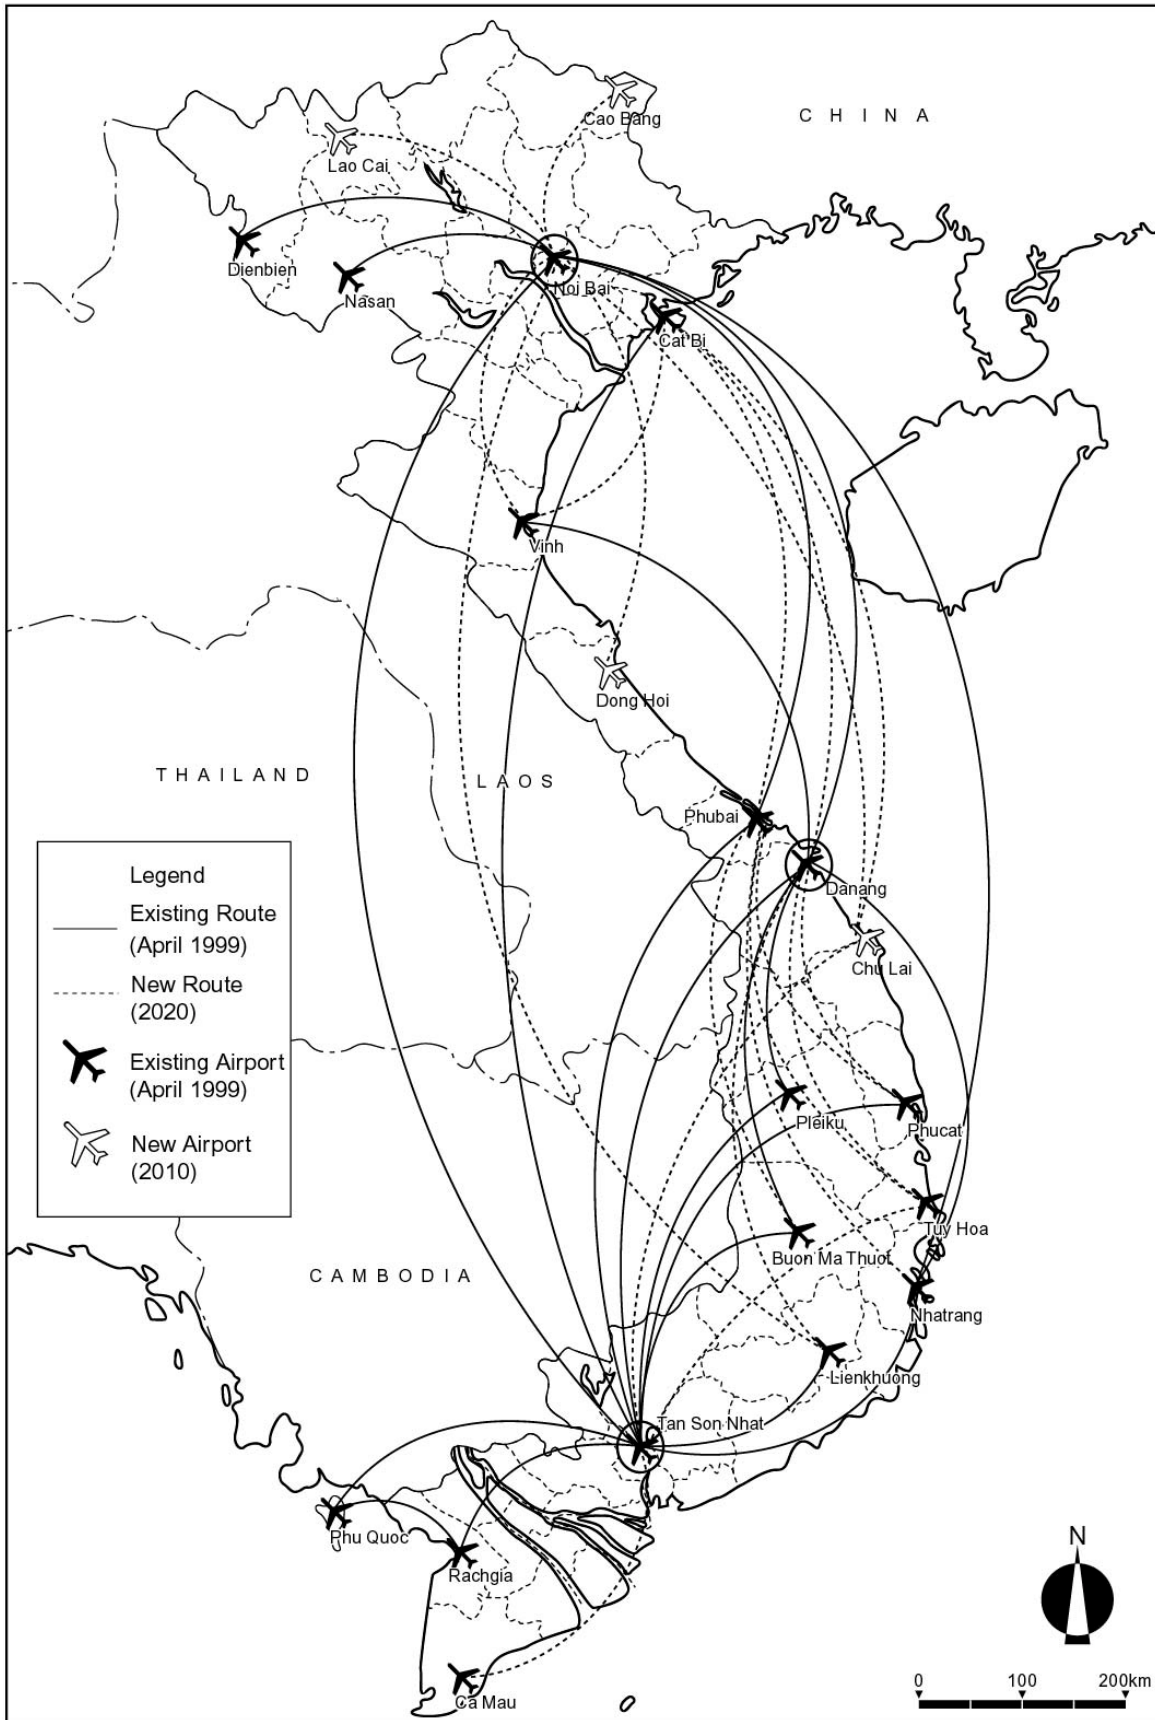 CHINA
Cao Bang
Lao Cai
Dienbien
Nasan
Noi Bai
Cat Bi
Vinh
Dong Hoi
THAILAND
LAOS
Phubai
Danang
Chu Lai
Legend
Existing Route
(April 1999)
New Route
(2020)
Existing Airport
(April 1999)
New Airport
(2010)
Pleiku
Phucat
Tuy Hoa
Buon Ma Thuot
CAMBODIA
Nhatrang
Lienkhuong
Tan Son Nhat
Phu Quoc
Rachgia
Ca Mau
N
0 100 200km